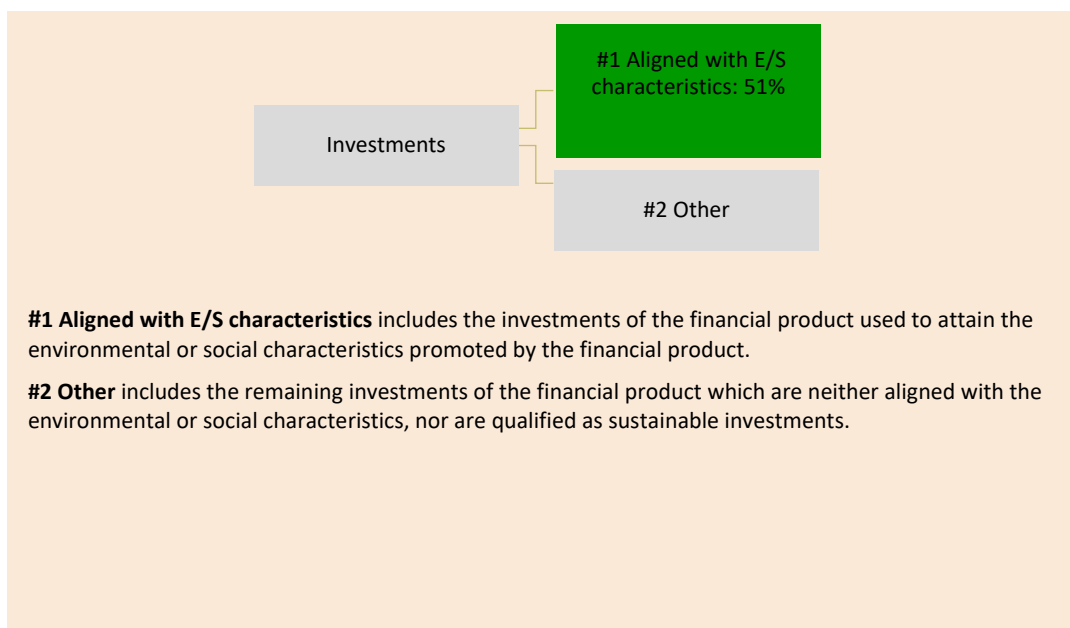 #1 Aligned with E/S
characteristics: 51%
Investments
#2 Other
#1 Aligned with E/S characteristics includes the investments of the financial product used to attain the
environmental or social characteristics promoted by the financial product.
#2 Other includes the remaining investments of the financial product which are neither aligned with the
environmental or social characteristics, nor are qualified as sustainable investments.